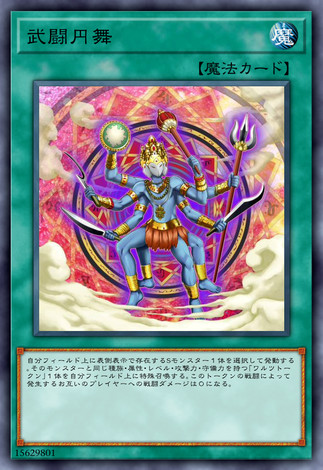 武闘円舞
魔
【魔法カード】
自分フィールド上に表側表示で存在するSモンスター1体を選択して発動する
。そのモンスターと同じ種族・属性・レベル・攻撃力・守備力を持つ「ワルツトー
クン」1体を自分フィールド上に特殊召喚する。このトークンの戦闘によって
発生するお互いのプレイヤーへの戦闘ダメージは0になる。
15629801